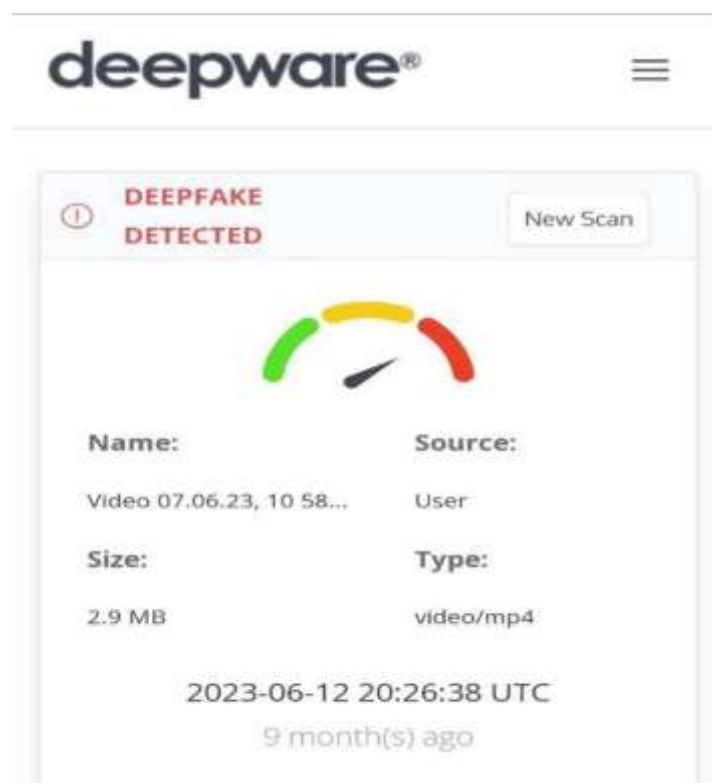 deepware®
DEEPFAKE
DETECTED
New Scan
Name:
Source:
Video 07.06.23, 10 58...
User
Size:
Type:
2.9 MB
video/mp4
2023-06-12 20:26:38 UTC
9 month(s) ago